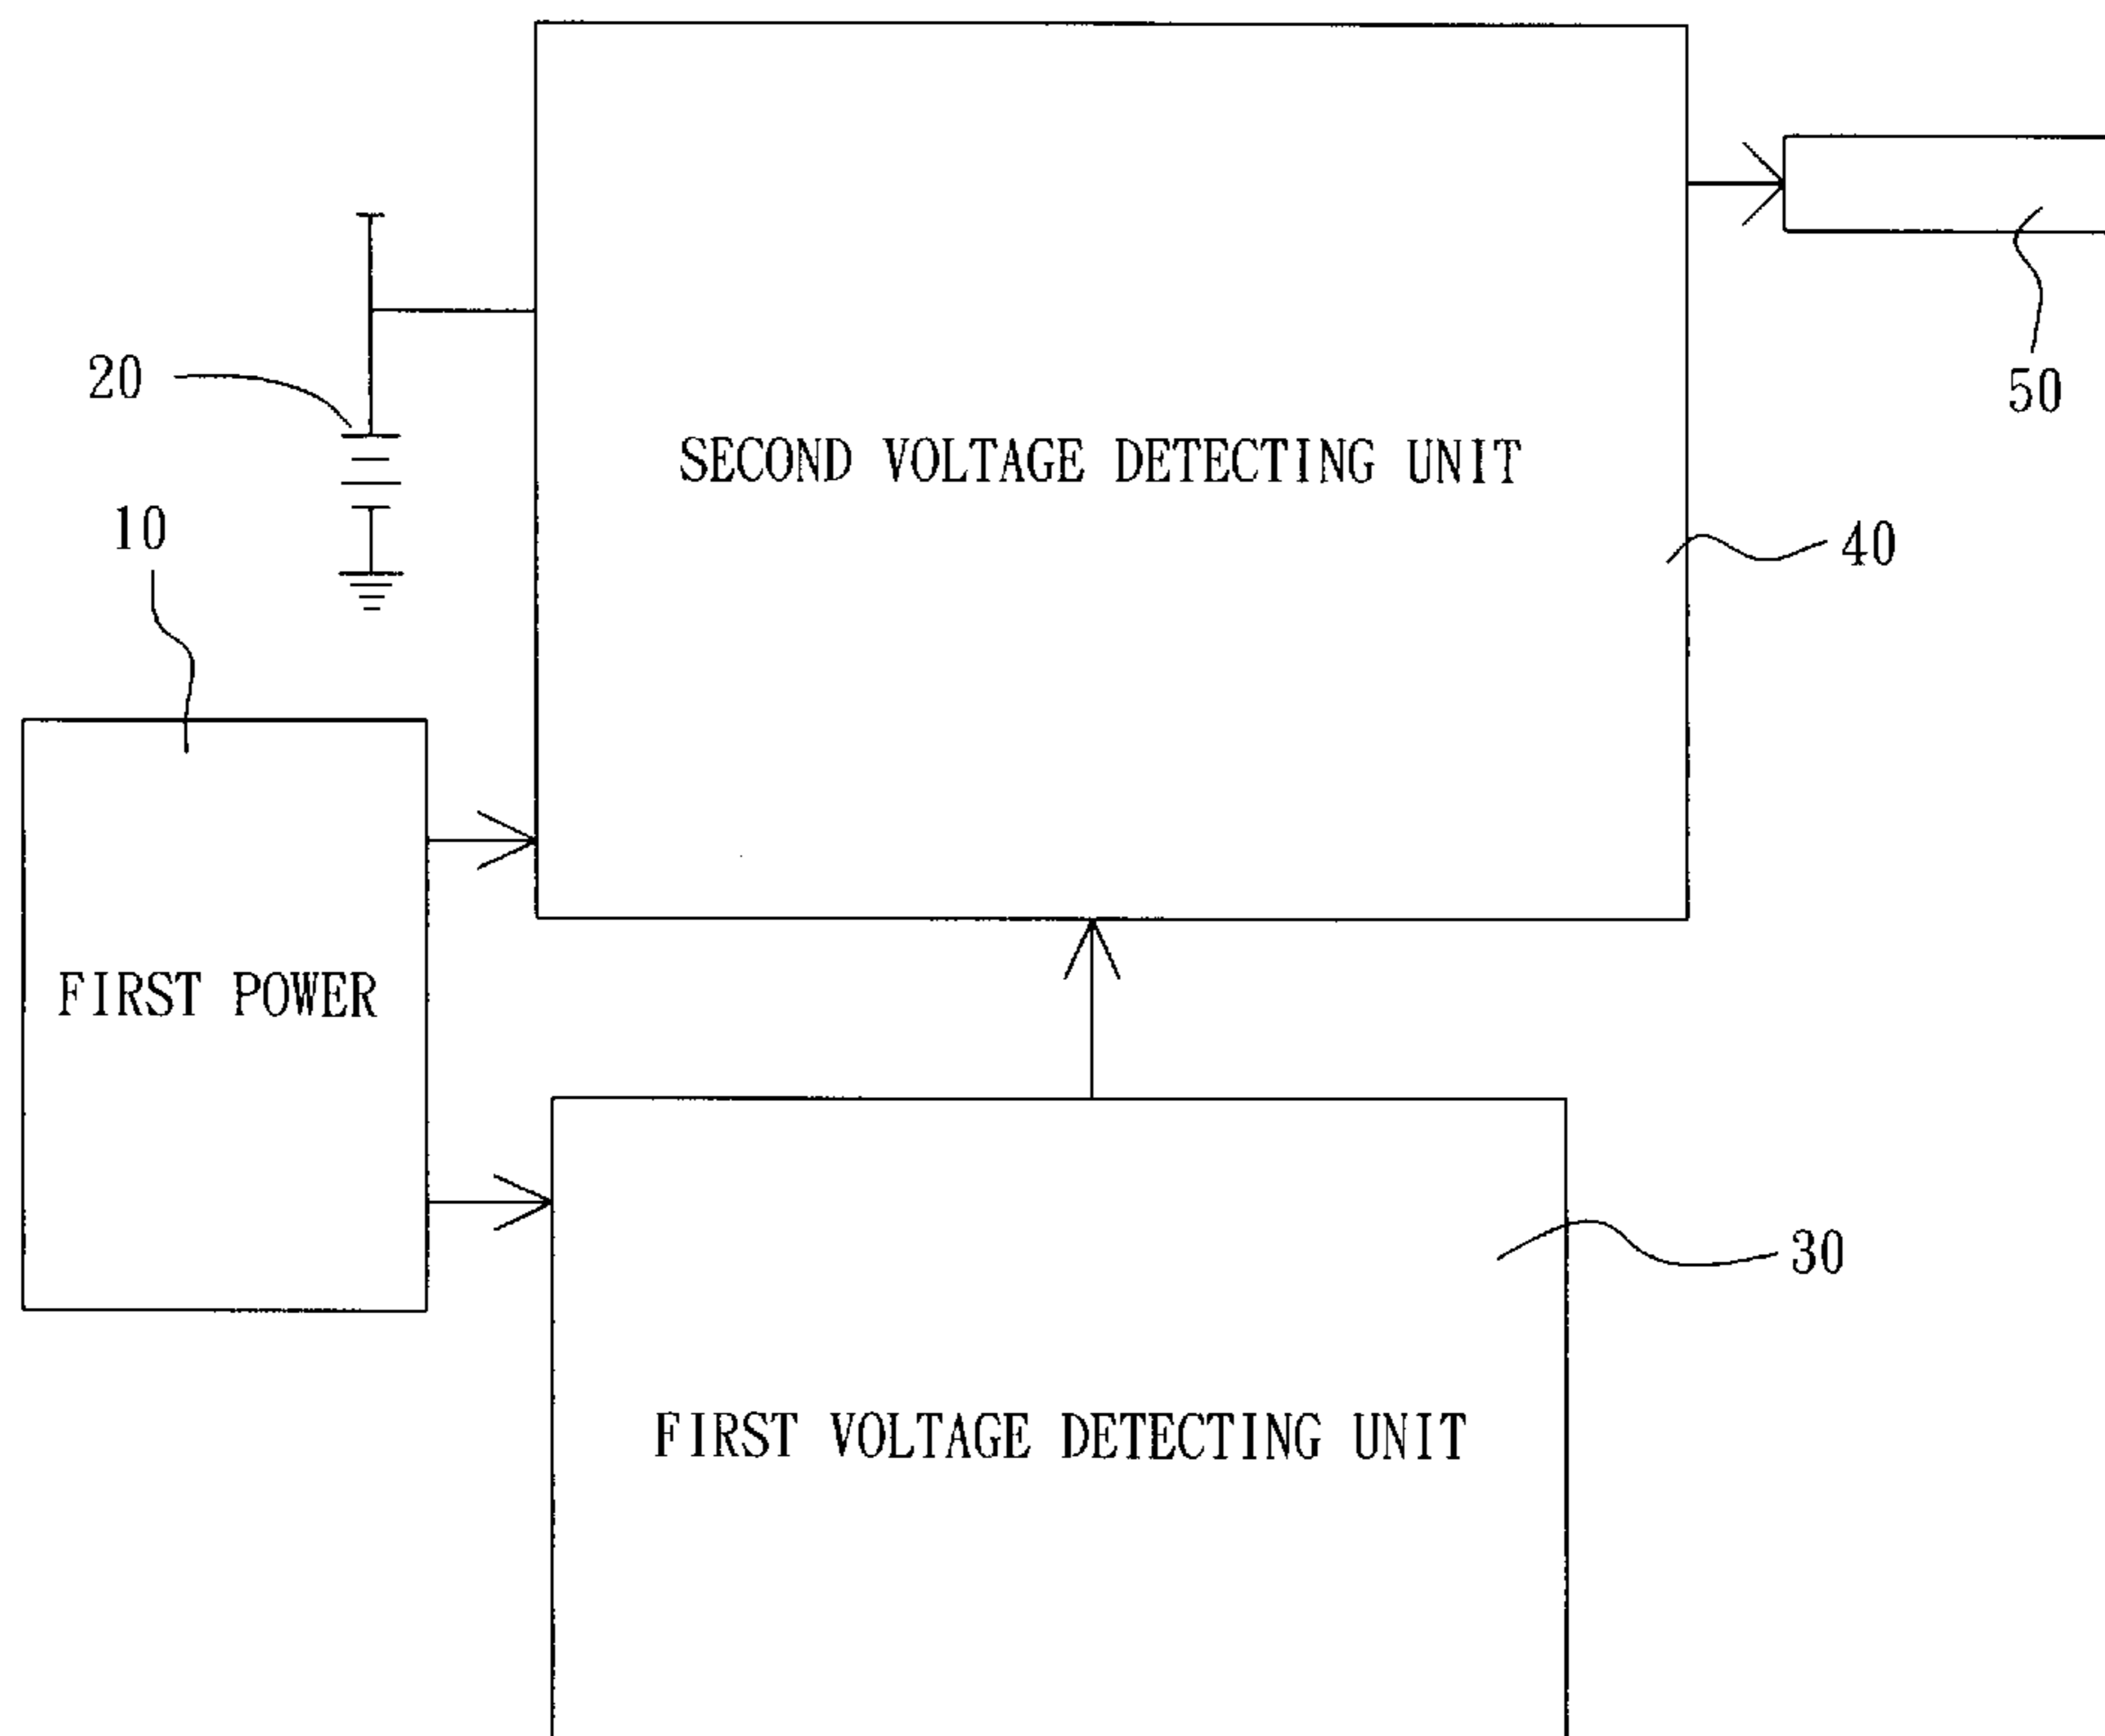 50
20
SECOND VOLTAGE DETECTING UNIT
10
40
FIRST POWER
30
FIRST VOLTAGE DETECTING UNIT